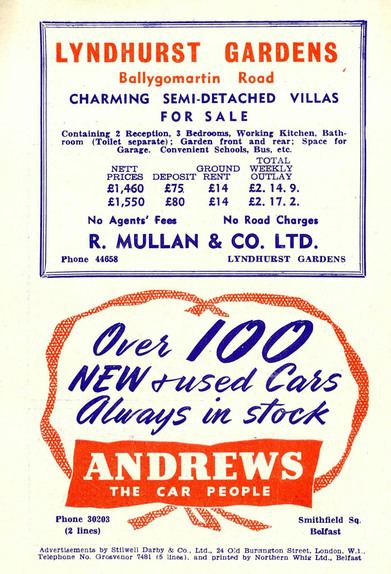 LYNDHURST GARDENS
Ballygomartin Road
CHARMING SEMI-DETACHED VILLAS
FOR SALE
Containing 2 Reception, 3 Bedrooms, Working Kitchen, Bath-
room (Toilet separate); Garden front and rear; Space for
Garage. Convenient Schools, Bus, etc.
TOTAL
NETT GROUND WEEKLY
PRICES DEPOSIT RENT OUTLAY
£1,460 £75 £14 £2. 14. 9.
£1,550 £80 £14 £2. 17. 2.
No Agents' Fees No Road Charges
R. MULLAN & CO. LTD.
Phone 44658 LYNDHURST GARDENS
Over 100
NEW & used Cars
Always in stock
ANDREWS
THE CAR PEOPLE
Phone 30203 Smithfield Sq.
(2 lines) Belfast
Advertisements by Stilwell Darby & Co., Ltd., 24 Old Burlington Street, London, W.1.,
Telephone No. Grosvenor 7481 (5 lines), and printed by Northern Whig Ltd., Belfast